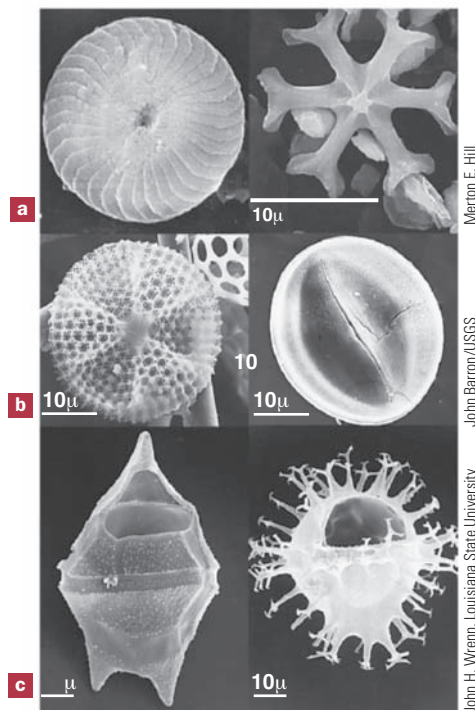 a
10μ
Merton E. Hill
b
10μ
10
10μ
John Barron/USGS
c
μ
10μ
John H. Wrenn, Louisiana State University